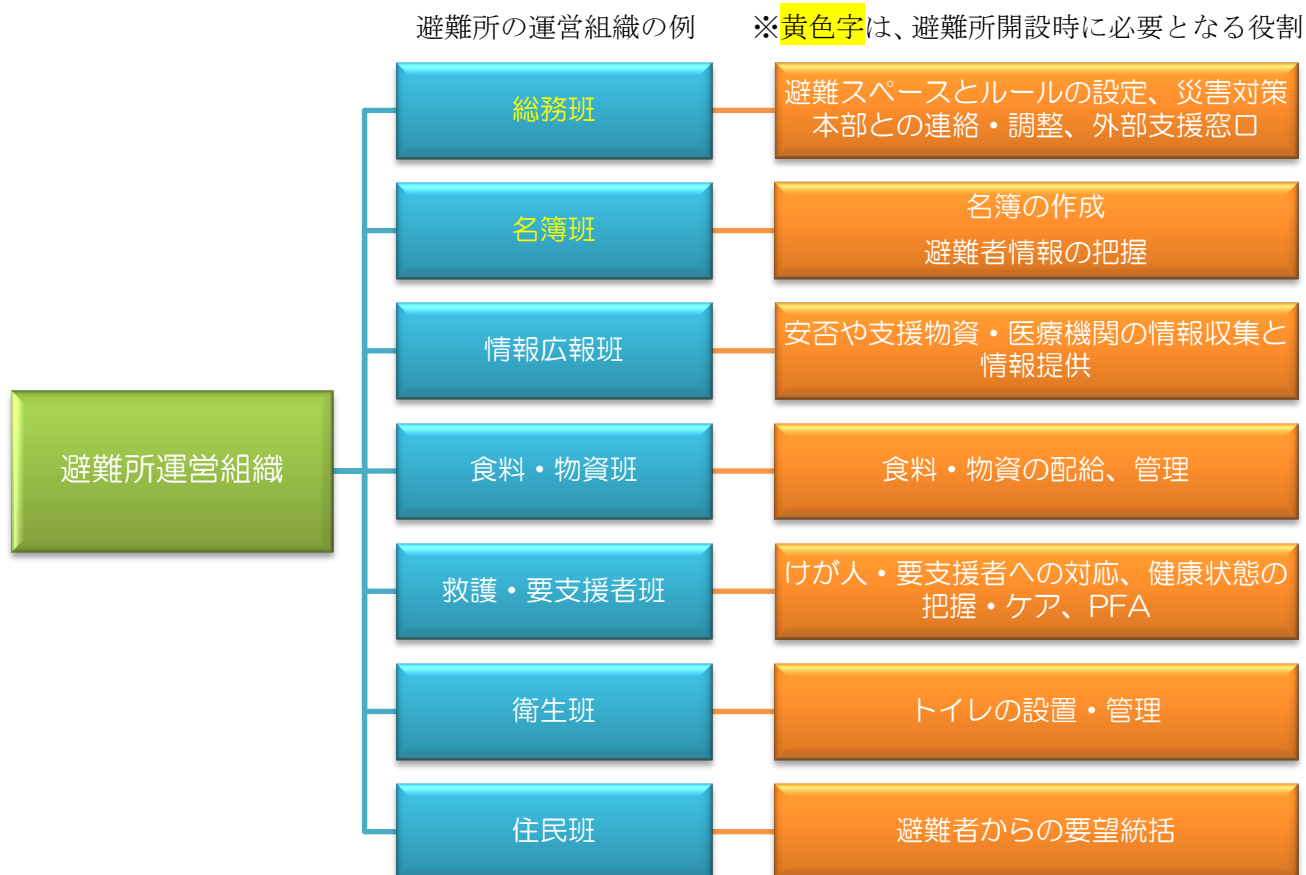 避難所の運営組織の例
※黄色字は、避難所開設時に必要となる役割
避難所運営組織
総務班
避難スペースとルールの設定、災害対策
本部との連絡・調整、外部支援窓口
名簿班
名簿の作成
避難者情報の把握
情報広報班
安否や支援物資・医療機関の情報収集と
情報提供
食料・物資班
食料・物資の配給、管理
救護・要支援者班
けが人・要支援者への対応、健康状態の
把握・ケア、PFA
衛生班
トイレの設置・管理
住民班
避難者からの要望統括